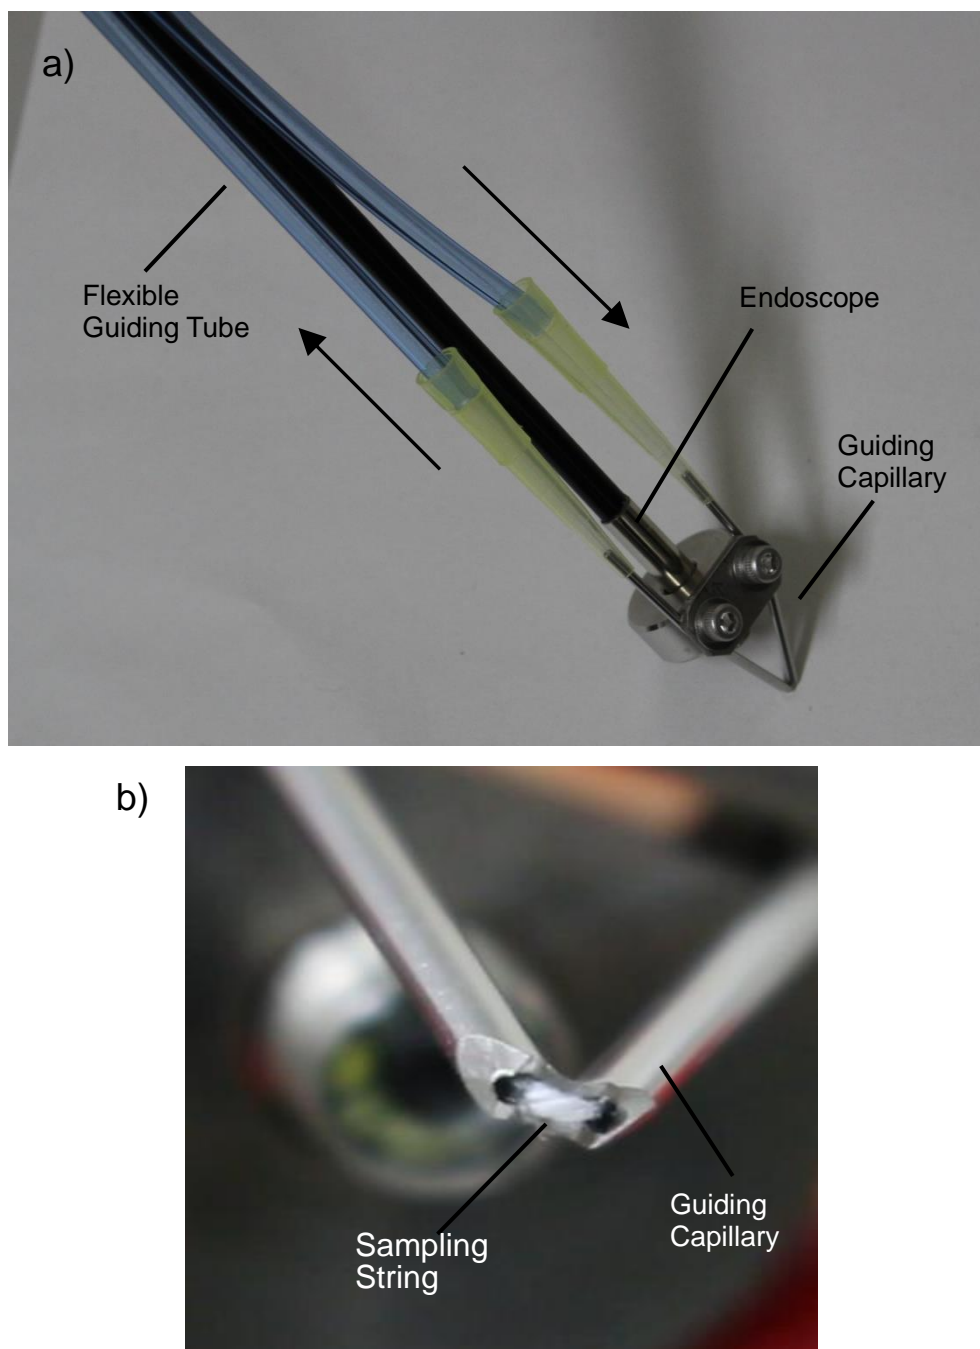 a)
Flexible
Guiding Tube
Endoscope
Guiding
Capillary
b)
Guiding
Capillary
Sampling
String